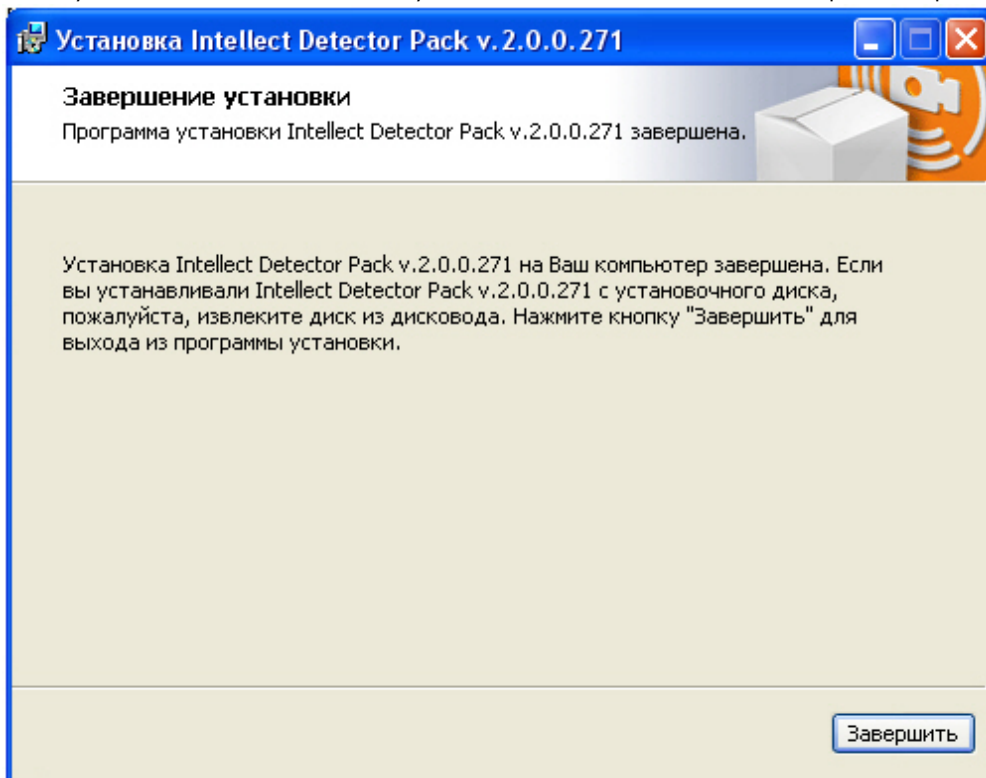 Установка Intellect Detector Pack v.2.0.0.271
Завершение установки
Программа установки Intellect Detector Pack v.2.0.0.271 завершена.
Установка Intellect Detector Pack v.2.0.0.271 на Ваш компьютер завершена. Если
вы устанавливали Intellect Detector Pack v.2.0.0.271 с установочного диска,
пожалуйста, извлеките диск из дисковода. Нажмите кнопку "Завершить" для
выхода из программы установки.
Завершить